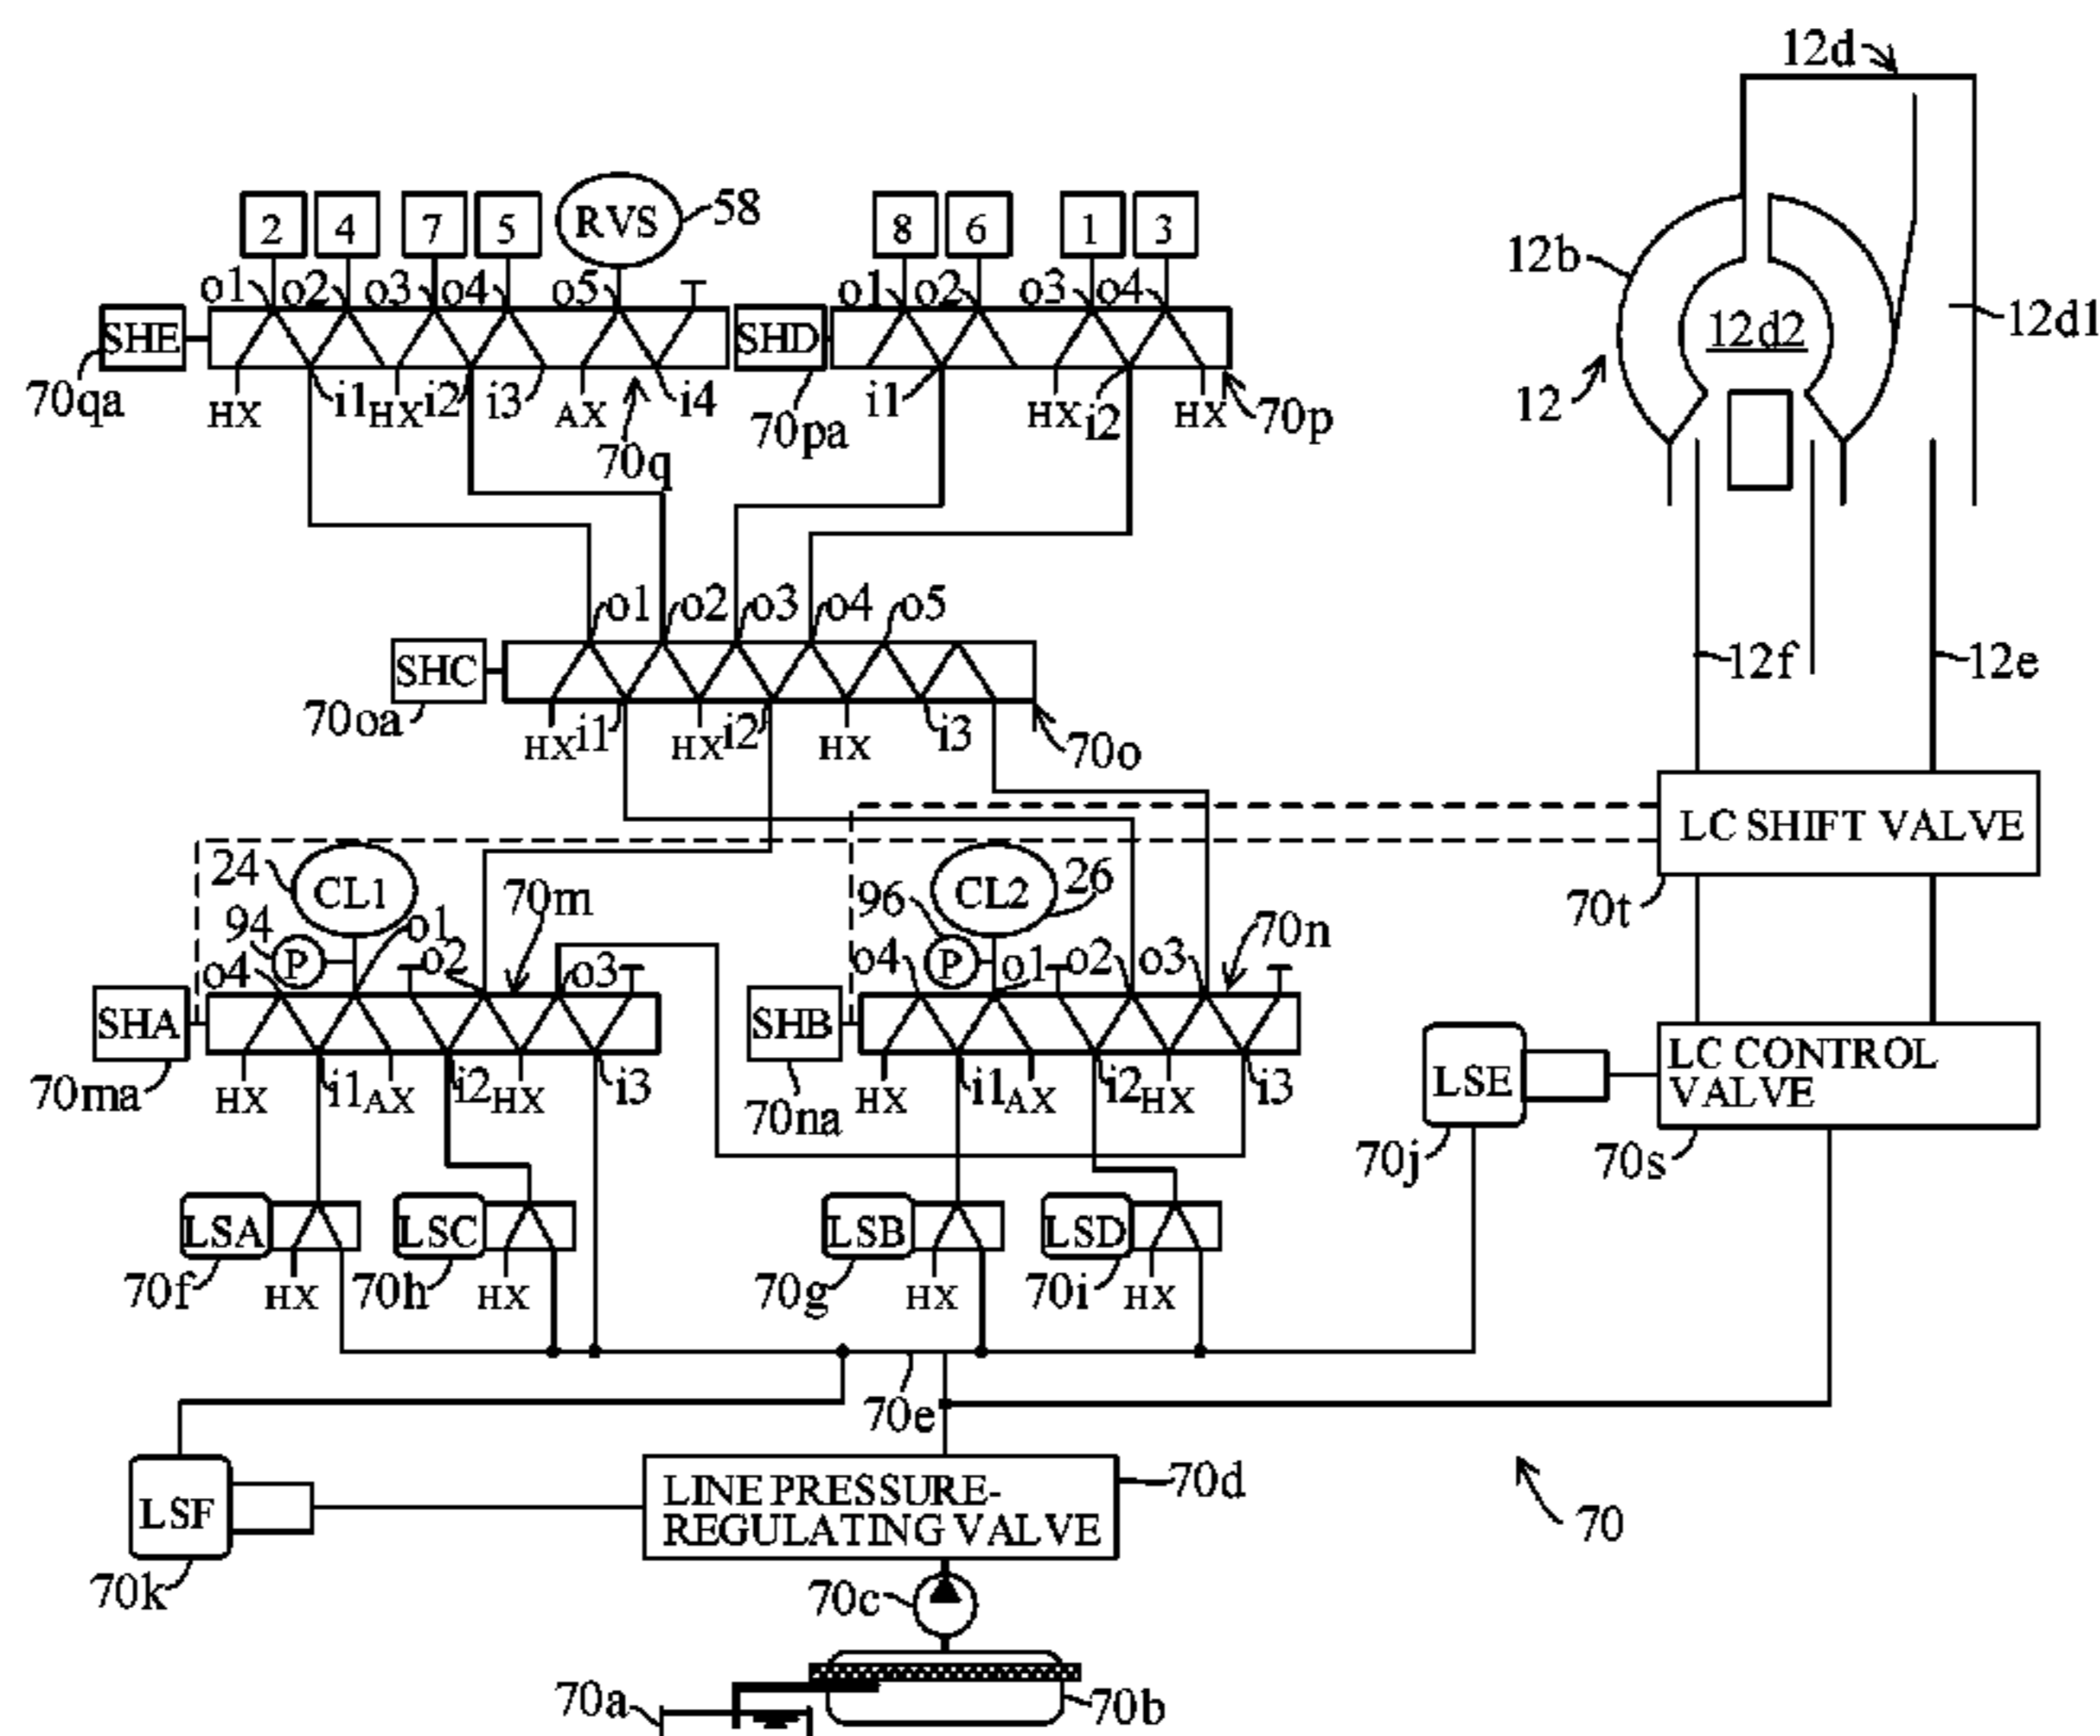 12d
2 4 7 5 RVS 58 8 6 1 3
12b
o1 o2 o3 o4 o5 o1 o2 o3 o4
SHE SHD
12d2
12d1
70qa HX i1 HX i2 i3 AX i4 70pa i1 HX i2 HX 70p
12
70q
o1 o2 o3 o4 o5
SHC
12f 12e
70oa HX i1 HX i2 HX i3 70o
LC SHIFT VALVE
24 CL1 70m 96 CL2 26
70t
94 P o1 70n
o4 o2 o3 o4 P o1 o2 o3
SHA SHB
LSE
LC CONTROL
VALVE
70ma HX i1 AX i2 HX i3 70na HX i1 AX i2 HX i3
70j 70s
LSA LSC LSB LSD
70f HX 70h HX 70g HX 70i HX
70e
LSF
LINE PRESSURE-
REGULATING VALVE
70d
70
70k
70c
70a 70b